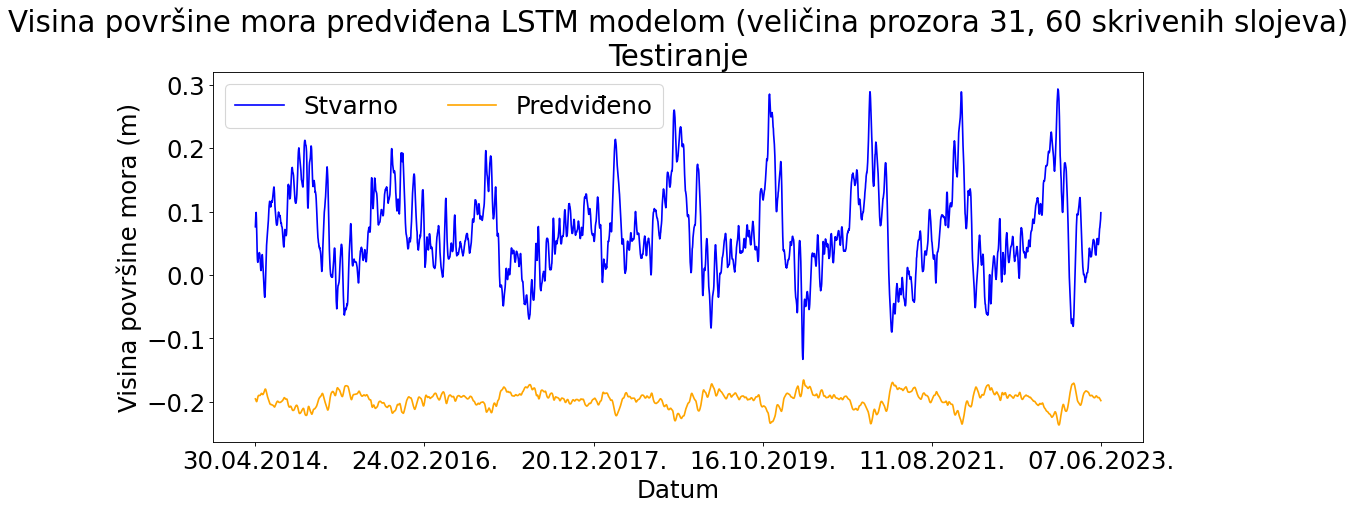 Visina površine mora predviđena LSTM modelom (veličina prozora 31, 60 skrivenih slojeva)
Testiranje
Stvarno Predviđeno
Visina površine mora (m)
0.3
0.2
0.1
0.0
−0.1
−0.2
30.04.2014. 24.02.2016. 20.12.2017. 16.10.2019. 11.08.2021. 07.06.2023.
Datum